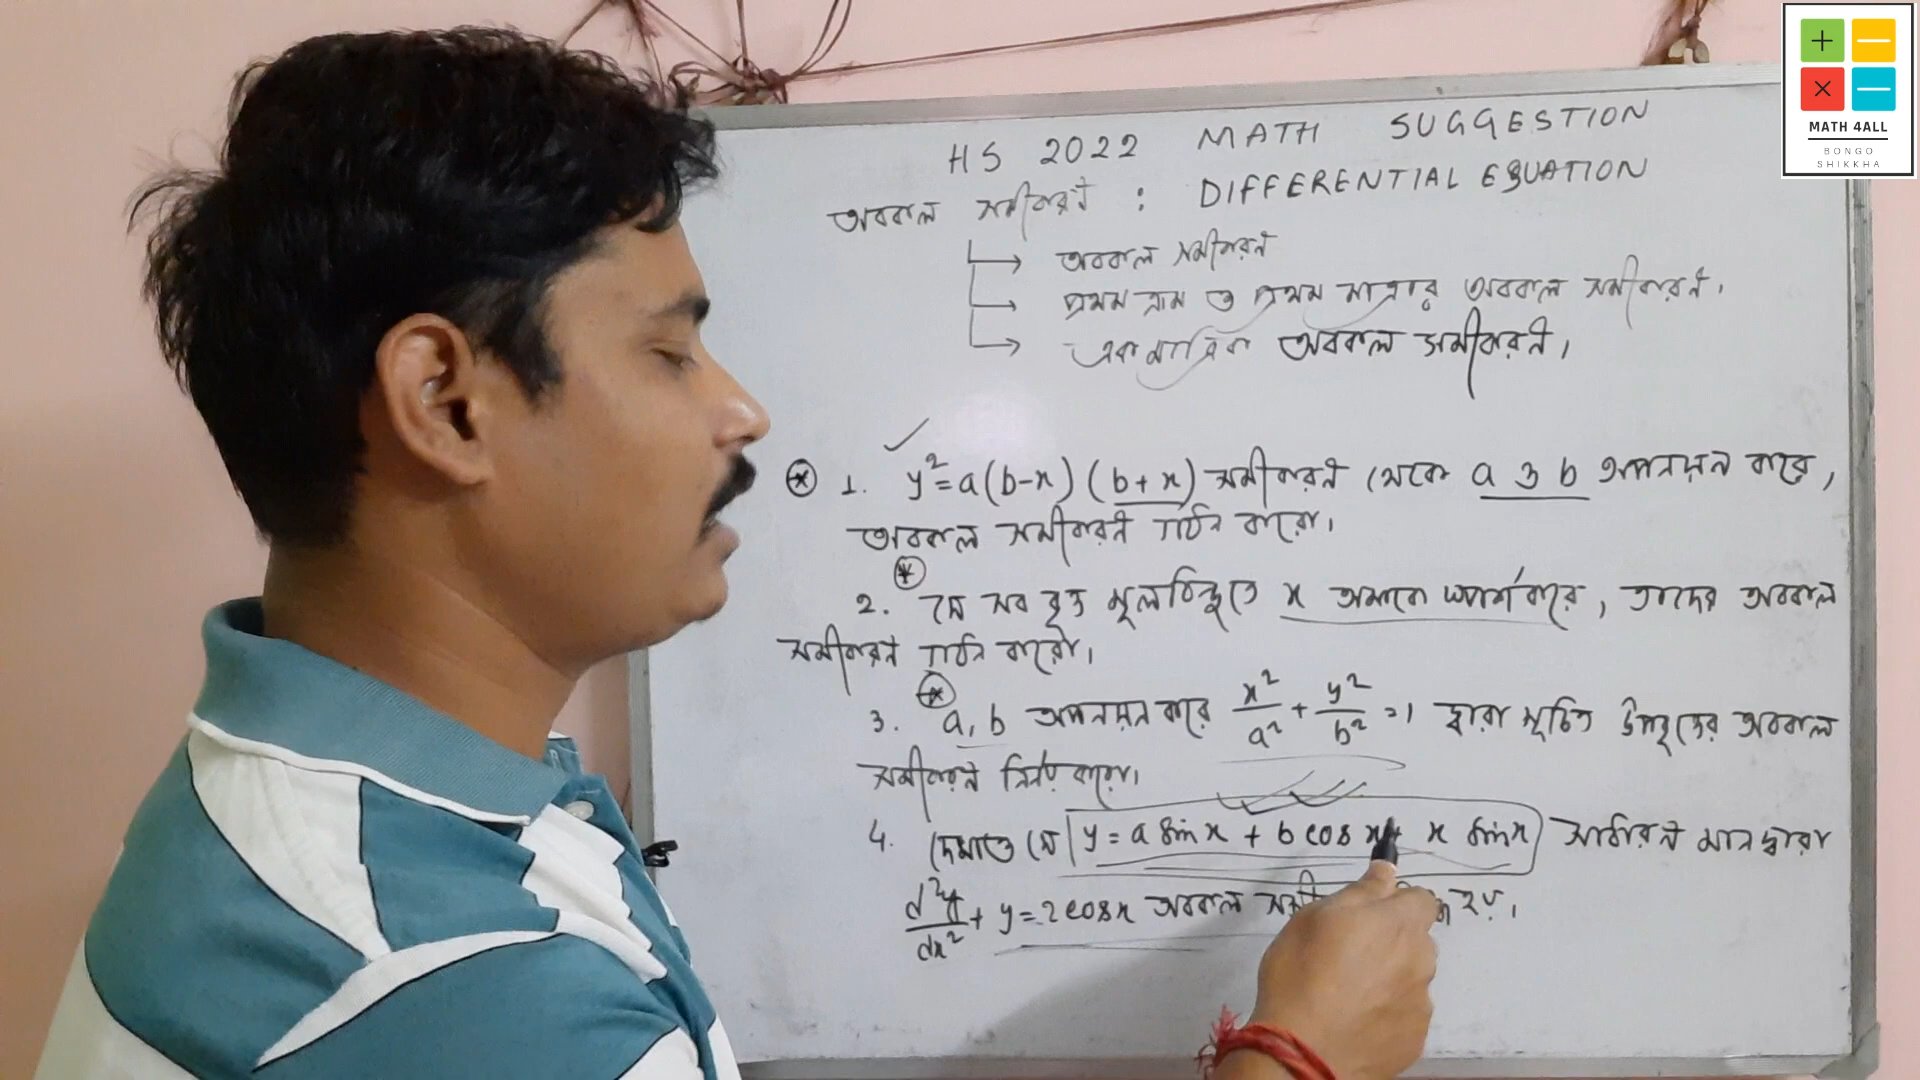 MATH 4ALL
BONGO
SHIKKHA
HS 2022 MATH SUGGESTION
অবকল সমীকরণ : DIFFERENTIAL EQUATION
→ অবকল সমীকরণ
→ প্রথম ক্রম ও প্রথম মাত্রার অবকল সমীকরণ।
→ একমাত্রিক অবকল সমীকরণ।
1. y²=a(b-x)(b+x) সমীকরণ থেকে a ও b অপনয়ন করে,
অবকল সমীকরণ গঠন করো।
2. যে সব বৃত্ত মূলবিন্দুতে x অক্ষকে স্পর্শ করে, তাদের অবকল
সমীকরণ গঠন করো।
3. a, b অপনয়ন করে x²/a² + y²/b² = 1 দ্বারা সূচিত উপবৃত্তের অবকল
সমীকরণ নির্ণয় করো।
4. দেখাও যে y = a sin x + b cos x + x sin x সাধারণ মান দ্বারা
d²y/dx² + y = 2cos x অবকল হয়।